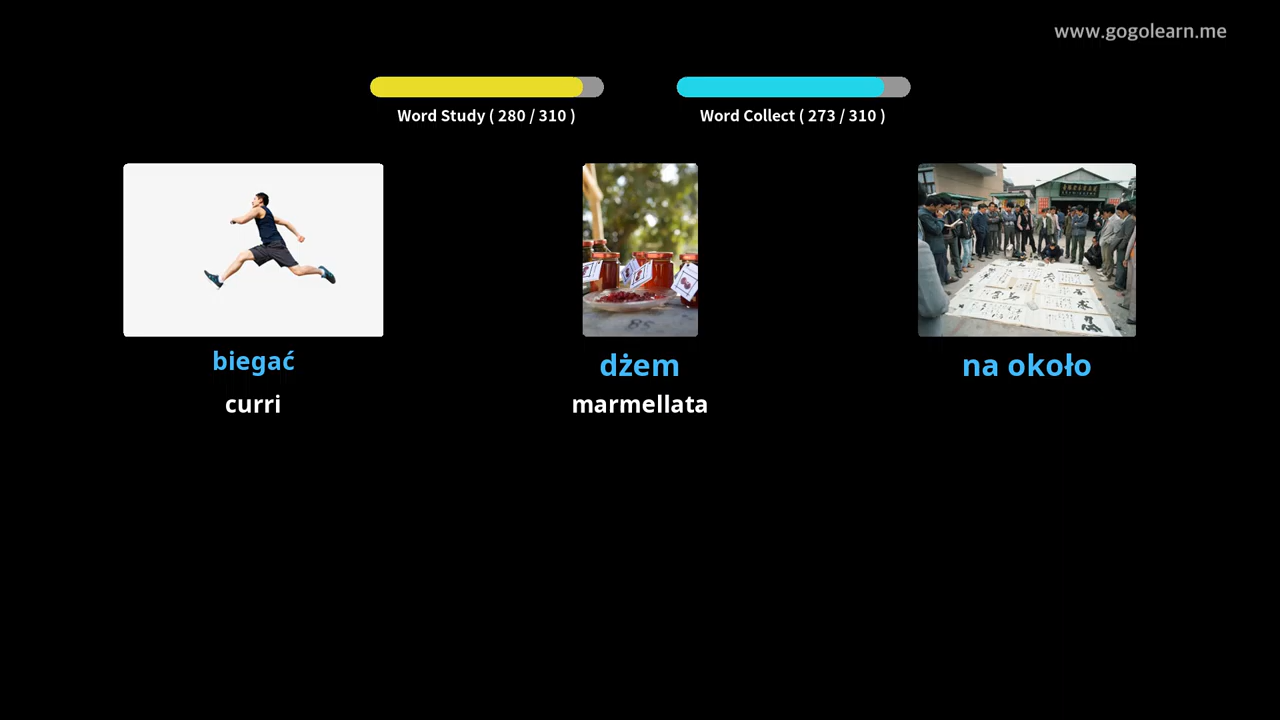 www.gogolearn.me
Word Study ( 280 / 310 )
Word Collect ( 273 / 310 )
biegać
dżem
na około
curri
marmellata